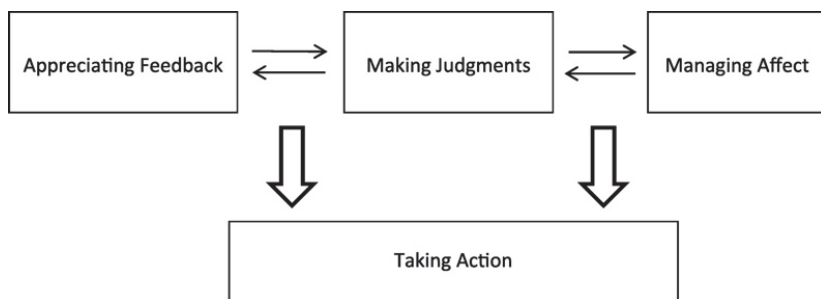 Appreciating Feedback
Making Judgments
Managing Affect
Taking Action